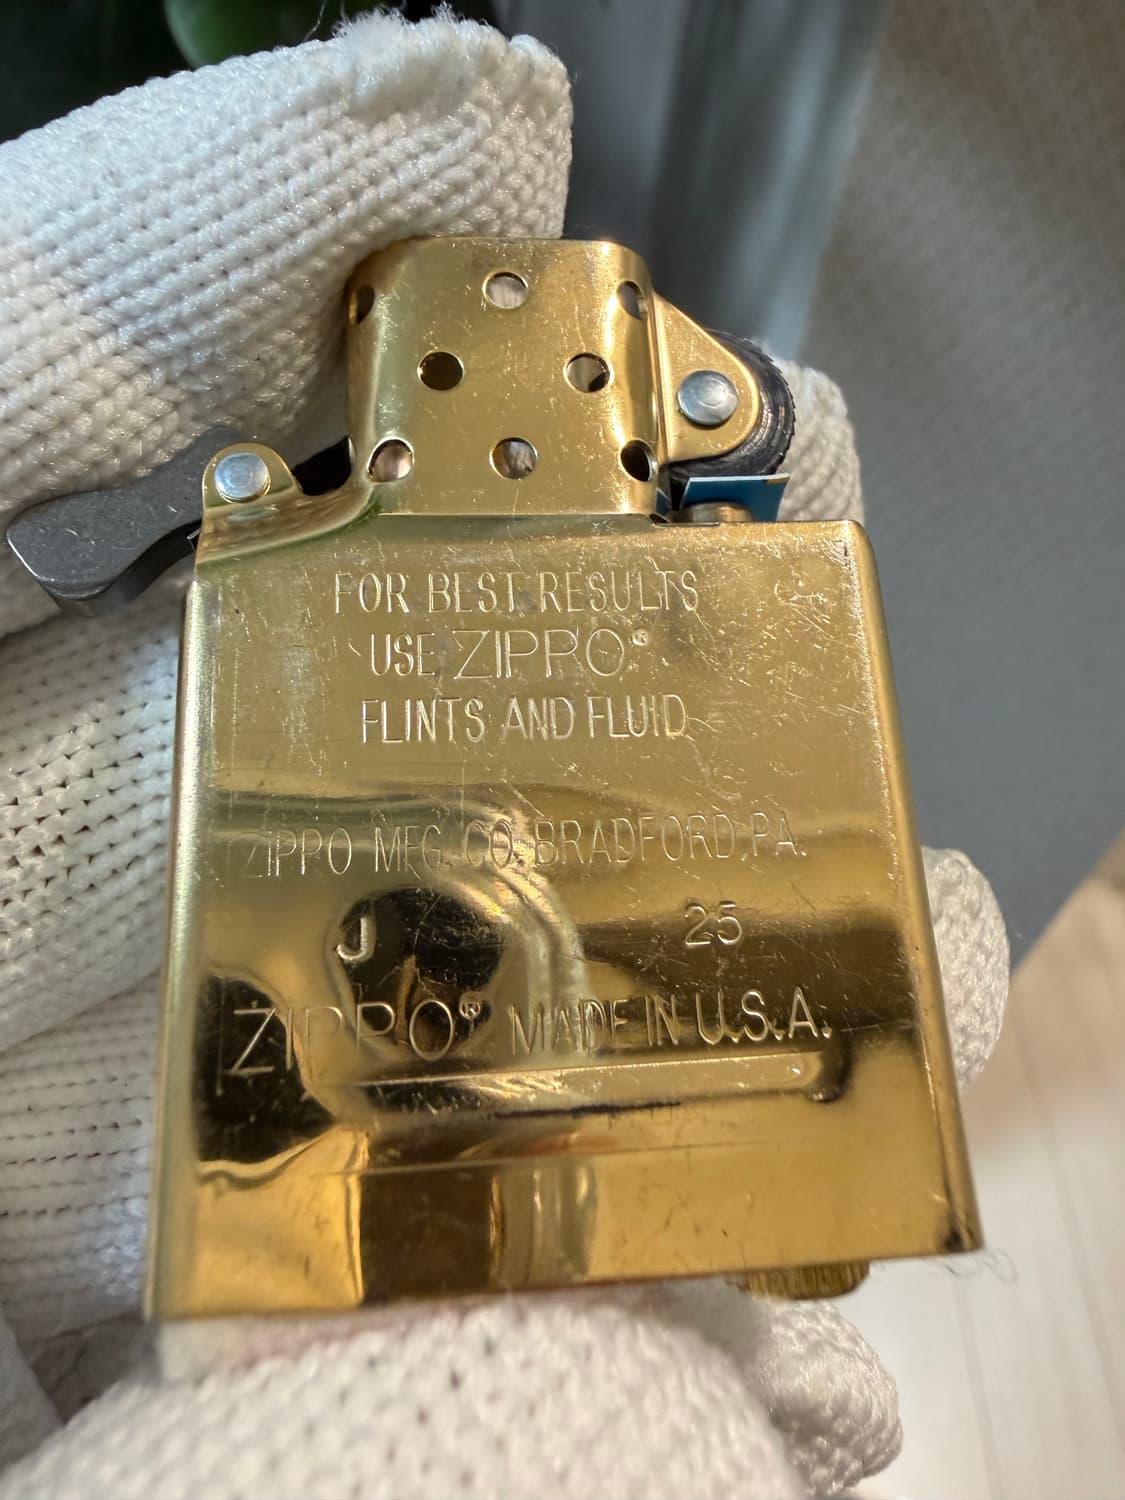 FOR BEST RESULTS
USE ZIPPO®
FLINTS AND FLUID
ZIPPO MFG. CO. BRADFORD, PA.
J 25
ZIPPO® MADE IN U.S.A.